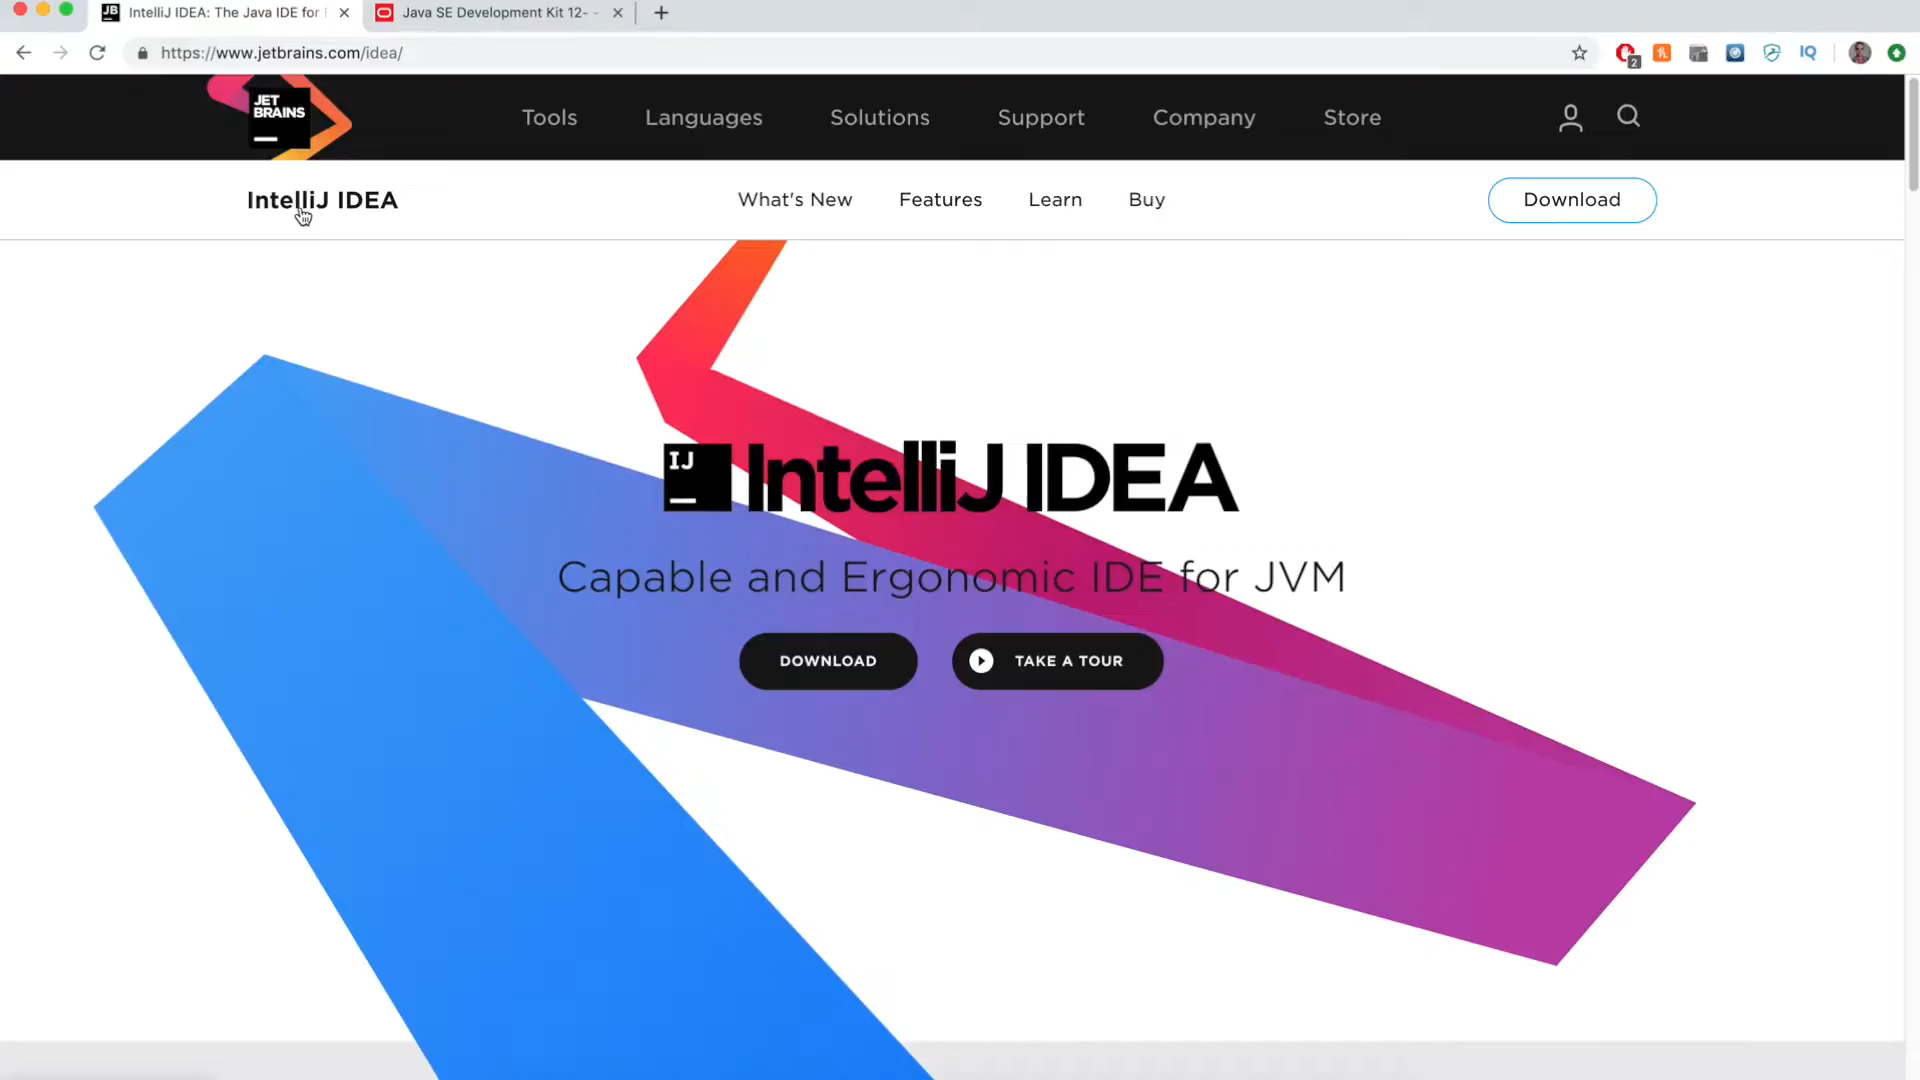 JB IntelliJ IDEA: The Java IDE for
Java SE Development Kit 12-
https://www.jetbrains.com/idea/
2
IQ
JET
BRAINS
Tools
Languages
Solutions
Support
Company
Store
IntelliJ IDEA
What's New
Features
Learn
Buy
Download
IJ
IntelliJ IDEA
Capable and Ergonomic IDE for JVM
DOWNLOAD
TAKE A TOUR